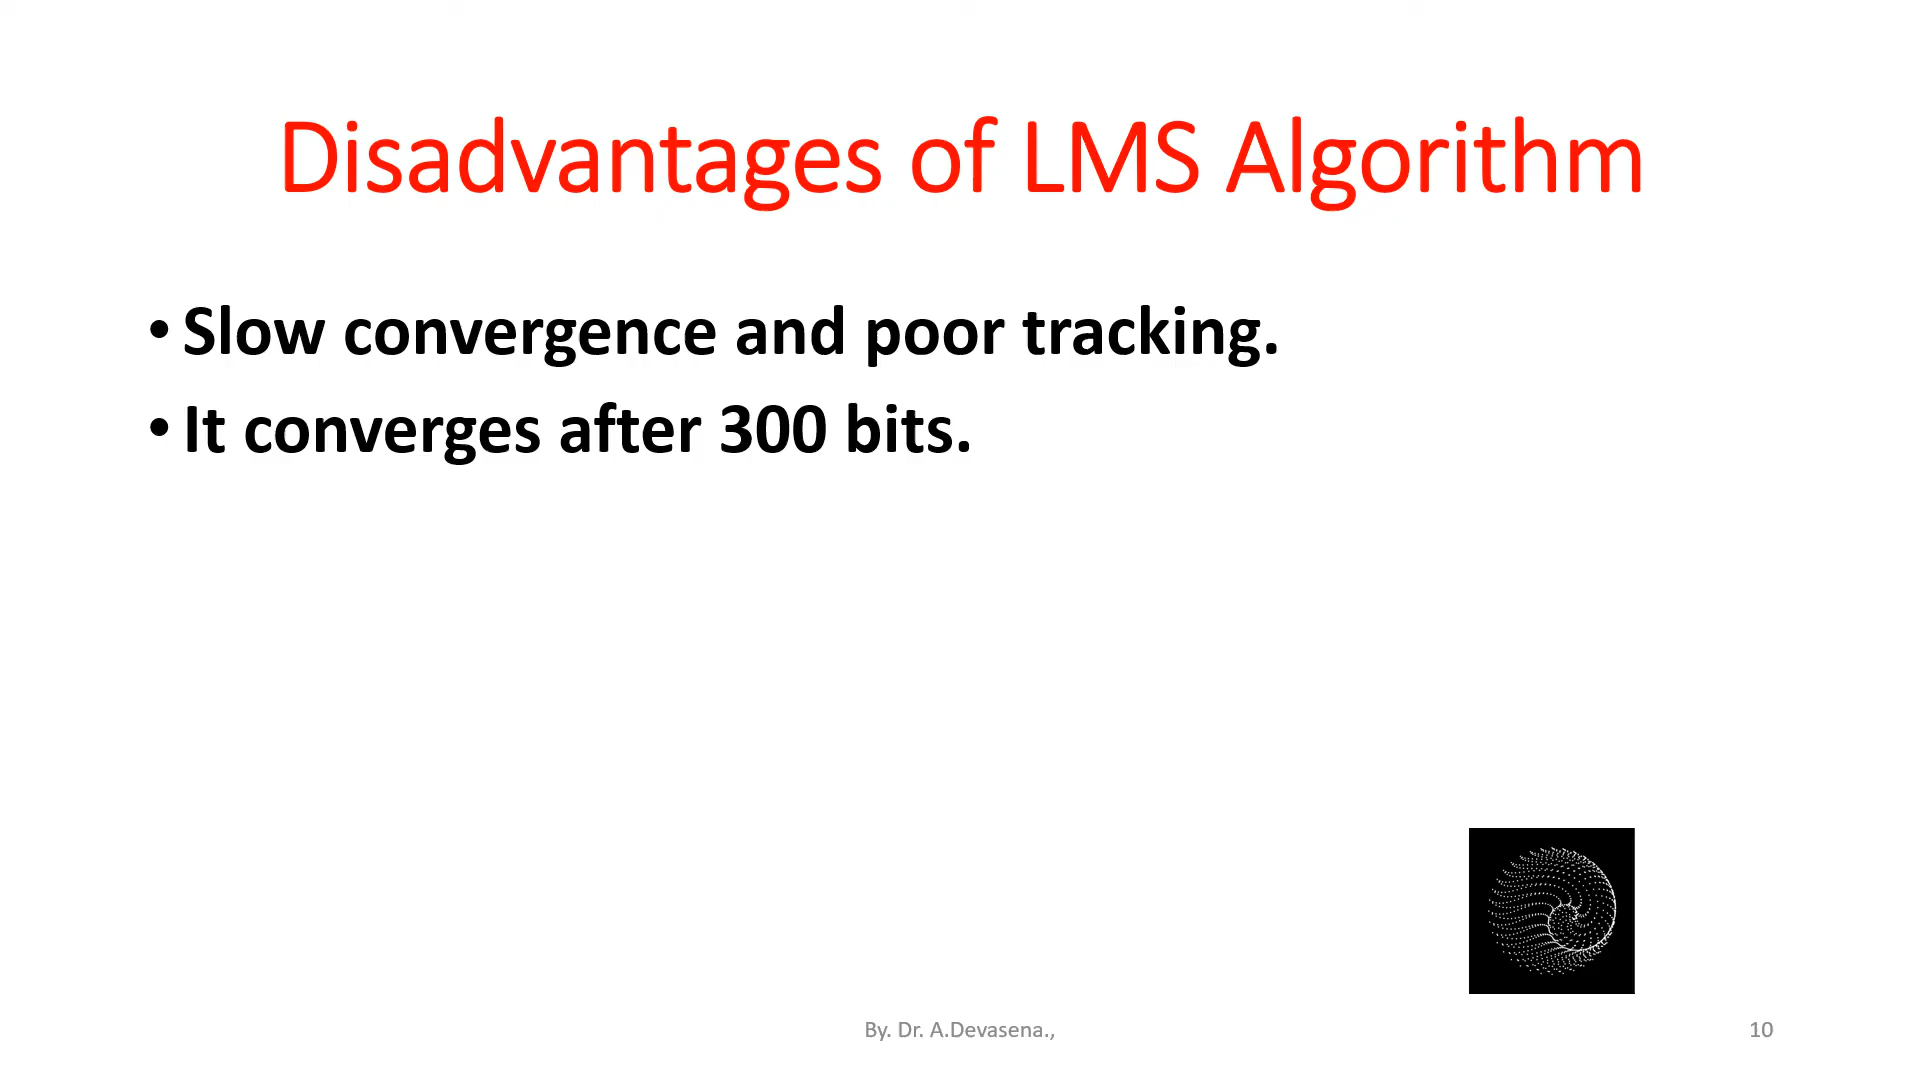 Disadvantages of LMS Algorithm
• Slow convergence and poor tracking.
• It converges after 300 bits.
By. Dr. A.Devasena.,
10